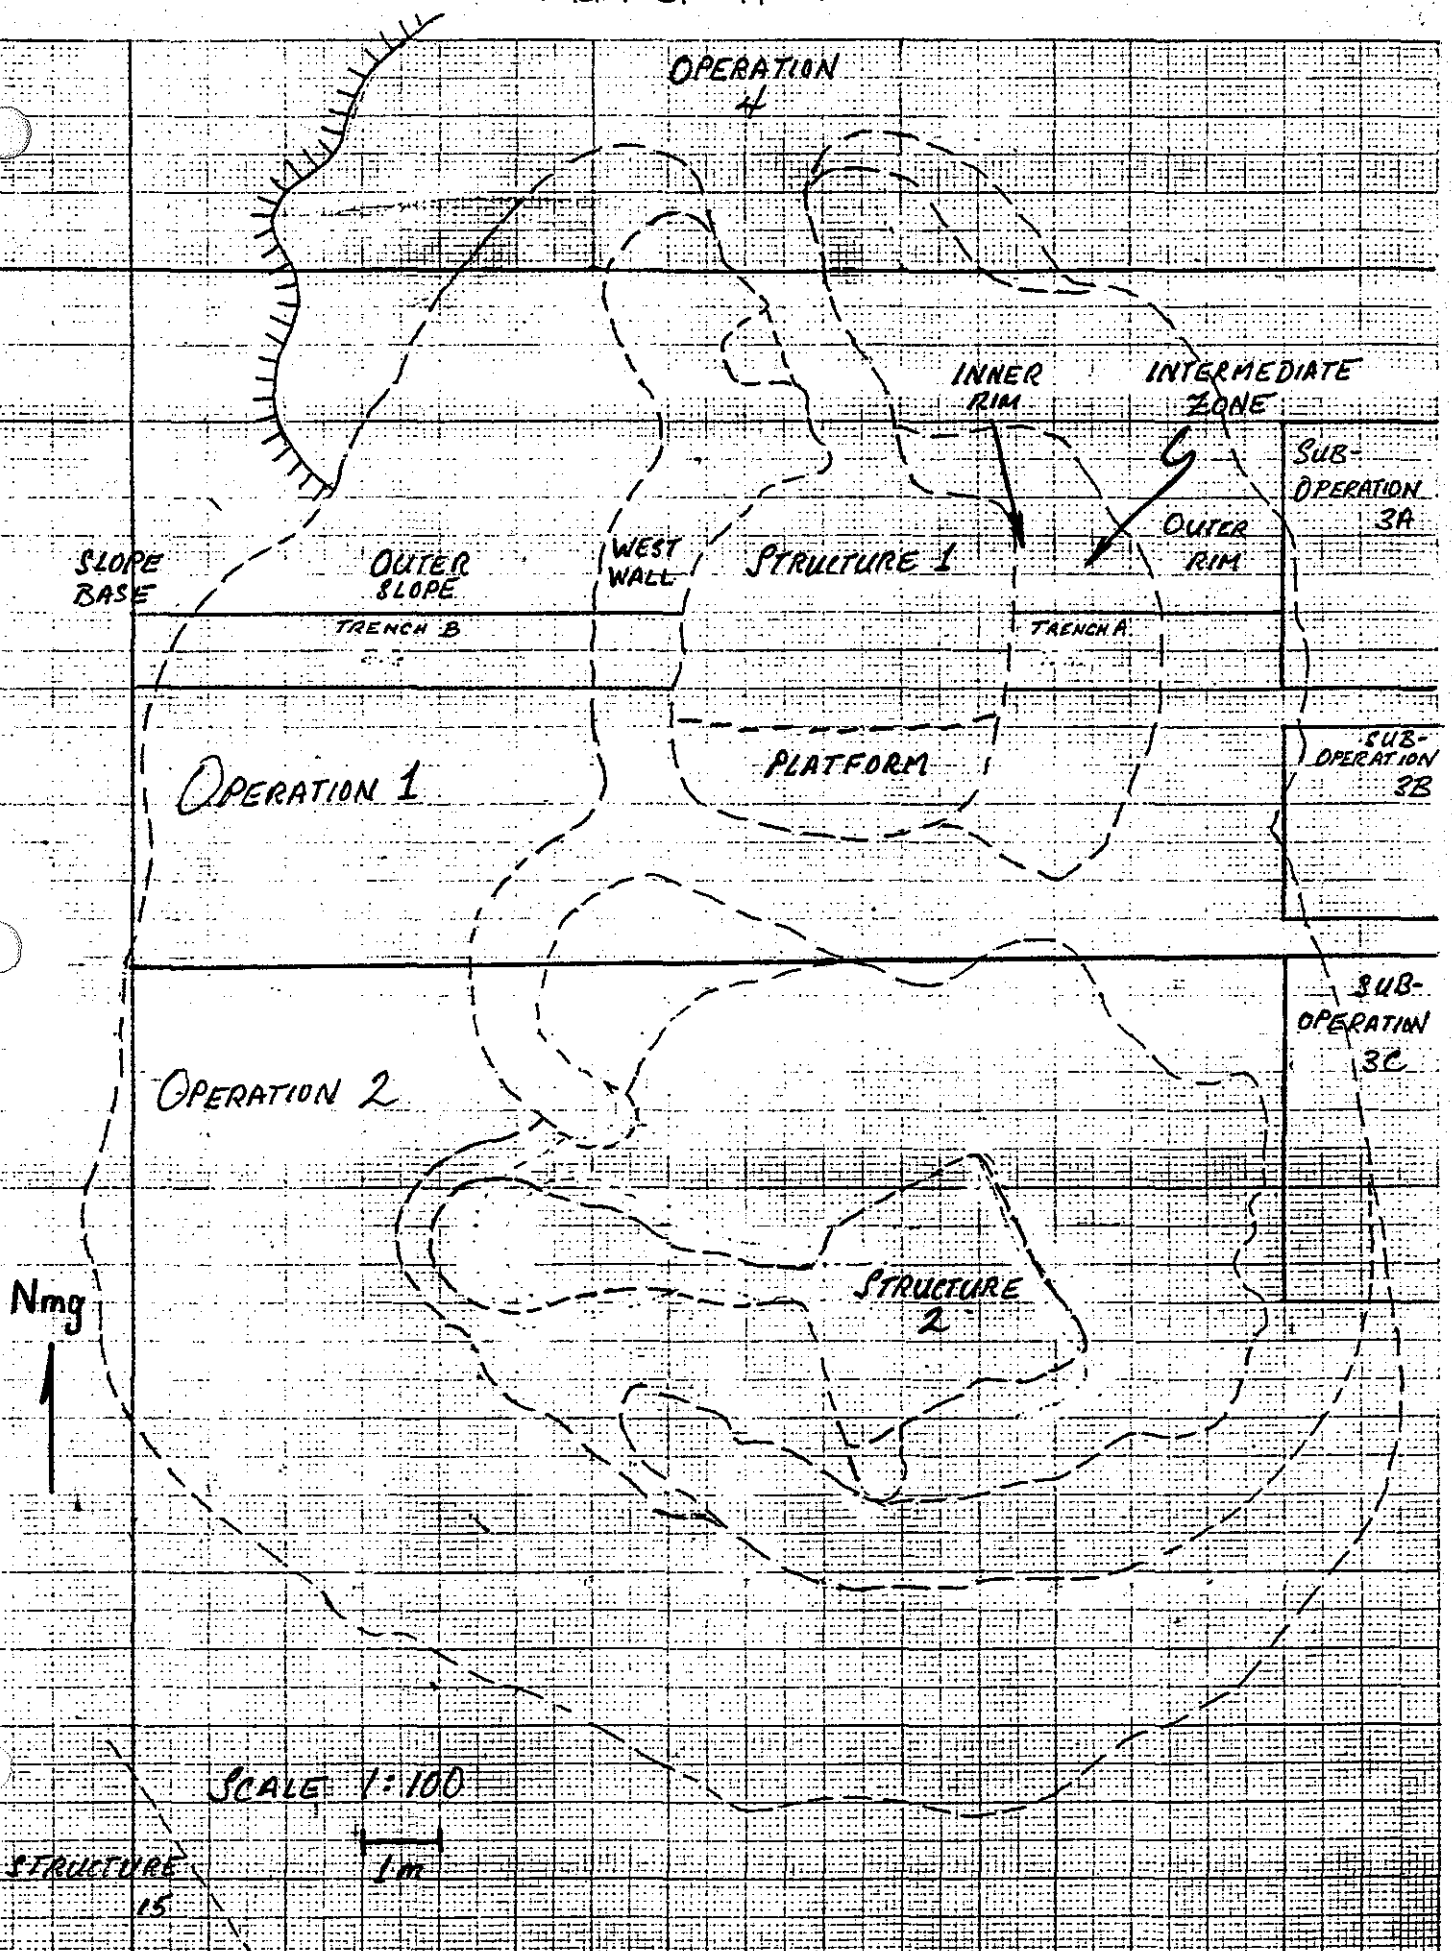 OPERATION
4
INNER
RIM
INTERMEDIATE
ZONE
SUB-
OPERATION
3A
SLOPE
BASE
OUTER
SLOPE
WEST
WALL
STRUCTURE 1
OUTER
RIM
TRENCH B
TRENCH A
OPERATION 1
PLATFORM
SUB-
OPERATION
3B
SUB-
OPERATION
3C
OPERATION 2
STRUCTURE
2
Nmg
SCALE 1:100
1m
STRUCTURE
15